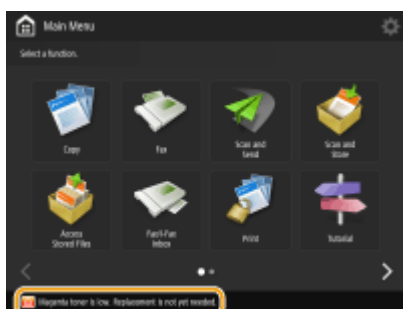 Main Menu
Select a function.
Copy
Fax
Scan and
Send
Scan and
Store
Access
Stored Files
Fax/I-Fax
Inbox
Print
Tutorial
Magenta toner is low. Replacement is not yet needed.